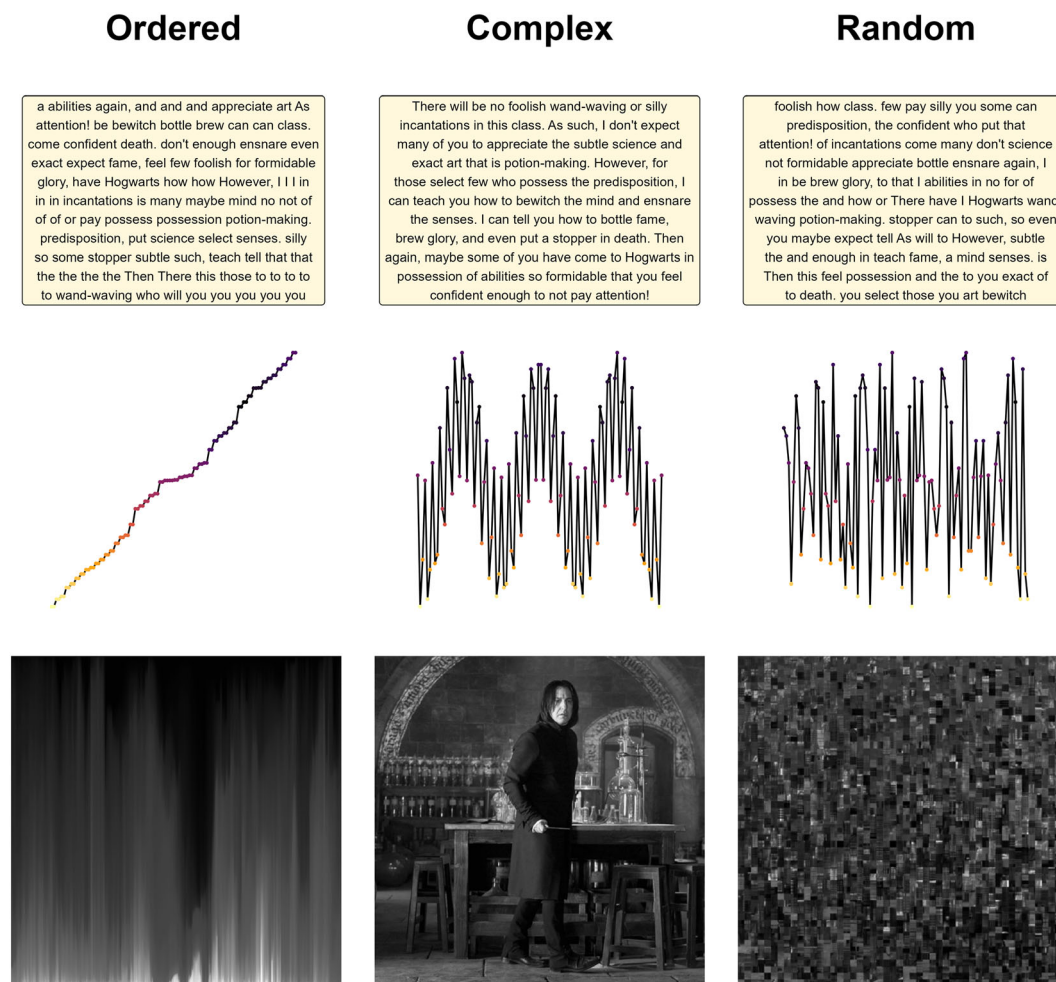 Ordered
Complex
Random
a abilities again, and and and appreciate art As
attention! be bewitch bottle brew can can class.
come confident death. don't enough ensnare even
exact expect fame, feel few foolish for formidable
glory, have Hogwarts how how However, I I I in
in in incantations is many maybe mind no not of
of of or pay possess possession potion-making.
predisposition, put science select senses. silly
so some stopper subtle such, teach tell that that
the the the the Then There this those to to to to
to wand-waving who will you you you you you
There will be no foolish wand-waving or silly
incantations in this class. As such, I don't expect
many of you to appreciate the subtle science and
exact art that is potion-making. However, for
those select few who possess the predisposition, I
can teach you how to bewitch the mind and ensnare
the senses. I can tell you how to bottle fame,
brew glory, and even put a stopper in death. Then
again, maybe some of you have come to Hogwarts in
possession of abilities so formidable that you feel
confident enough to not pay attention!
foolish how class. few pay silly you some can
predisposition, the confident who put that
attention! of incantations come many don't science
not formidable appreciate bottle ensnare again, I
in be brew glory, to that I abilities in no for of
possess the and how or There have I Hogwarts wand-
waving potion-making. stopper can to such, so even
you maybe expect tell As will to However, subtle
the and enough in teach fame, a mind senses. is
Then this feel possession and the to you exact of
to death. you select those you art bewitch